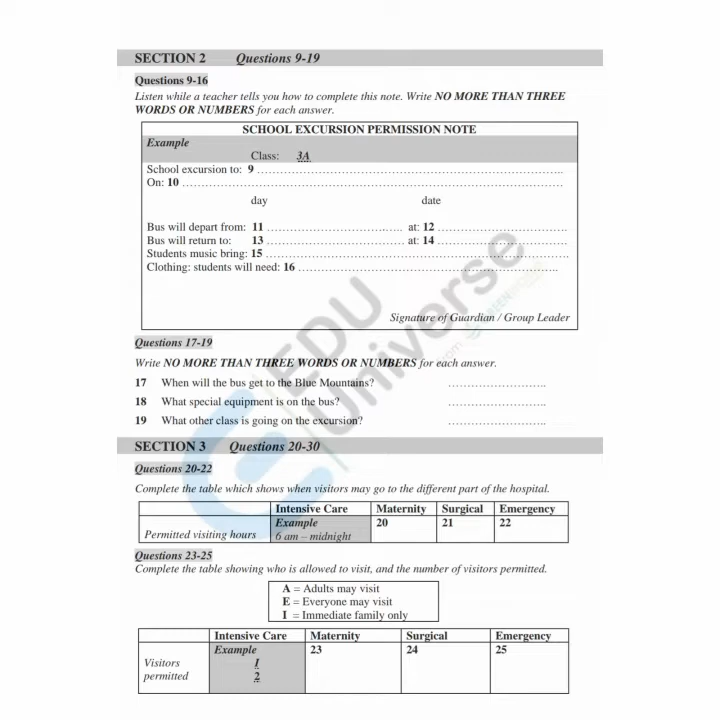 SECTION 2 Questions 9-19
Questions 9-16
Listen while a teacher tells you how to complete this note. Write NO MORE THAN THREE
WORDS OR NUMBERS for each answer.
SCHOOL EXCURSION PERMISSION NOTE
Example
Class: 3A
School excursion to: 9 ……………………………………………………………………..
On: 10 …………………………………………………………………………………
day date
Bus will depart from: 11 ……………………………….. at: 12 …………………………….
Bus will return to: 13 ……………………………….. at: 14 …………………………….
Students music bring: 15 ……………………………………………………………………….
Clothing: students will need: 16 ……………………………………………………………
Signature of Guardian / Group Leader
Questions 17-19
Write NO MORE THAN THREE WORDS OR NUMBERS for each answer.
17 When will the bus get to the Blue Mountains? ……………………..
18 What special equipment is on the bus? ……………………..
19 What other class is going on the excursion? ……………………..
SECTION 3 Questions 20-30
Questions 20-22
Complete the table which shows when visitors may go to the different part of the hospital.
Intensive Care Maternity Surgical Emergency
Example 20 21 22
Permitted visiting hours 6 am – midnight
Questions 23-25
Complete the table showing who is allowed to visit, and the number of visitors permitted.
A = Adults may visit
E = Everyone may visit
I = Immediate family only
Intensive Care Maternity Surgical Emergency
Example 23 24 25
Visitors I
permitted 2
EDU
Universe
.com